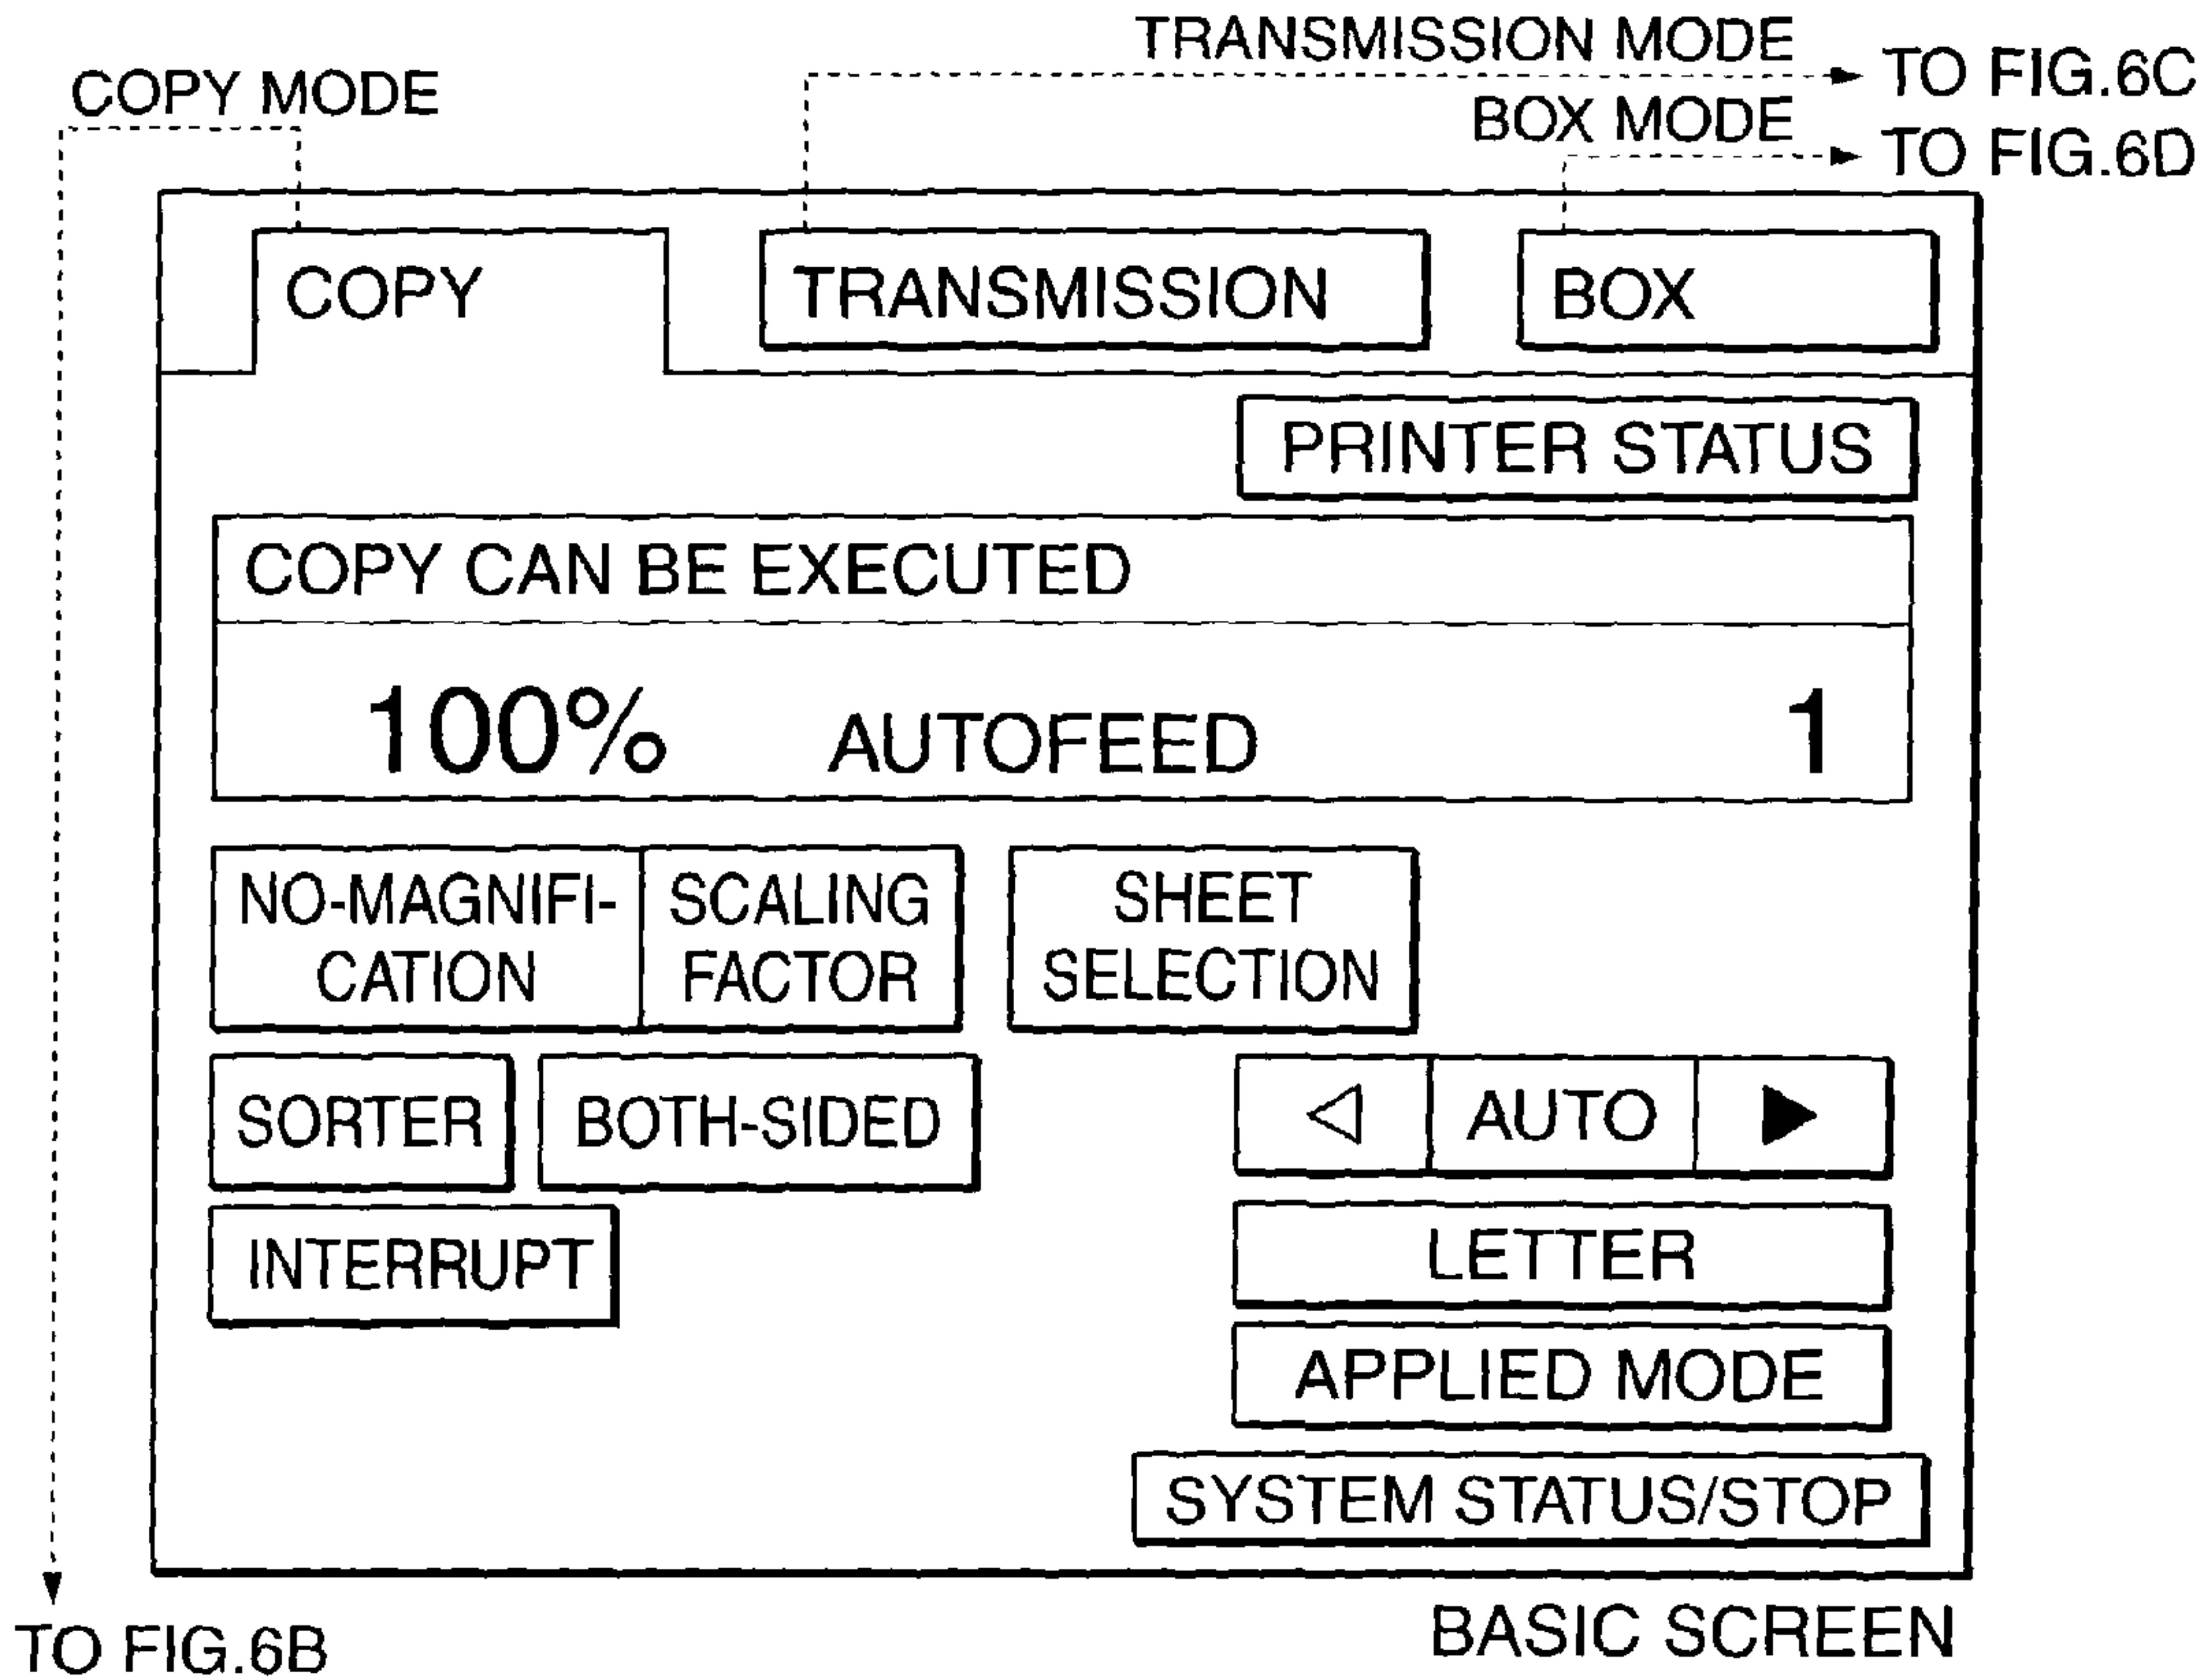 TRANSMISSION MODE
TO FIG.6C
COPY MODE
BOX MODE
TO FIG.6D
COPY
TRANSMISSION
BOX
PRINTER STATUS
COPY CAN BE EXECUTED
100% AUTOFEED 1
NO-MAGNIFI-
CATION
SCALING
FACTOR
SHEET
SELECTION
SORTER
BOTH-SIDED
AUTO
INTERRUPT
LETTER
APPLIED MODE
SYSTEM STATUS/STOP
TO FIG.6B
BASIC SCREEN